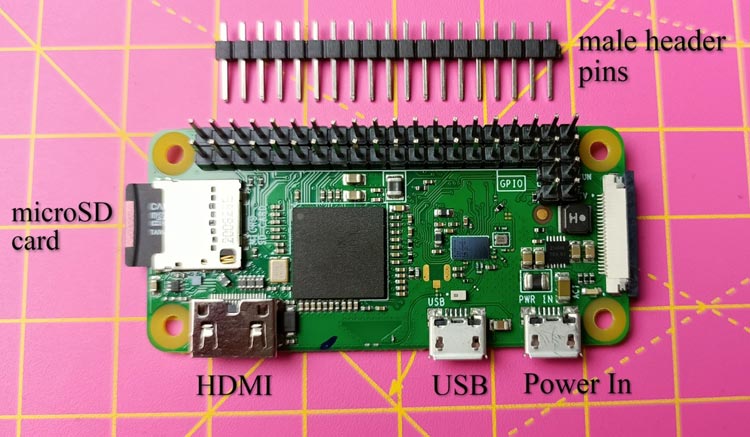 male header
pins
GPIO
microSD
card
H
USB
PWR IN
HDMI
USB
Power In